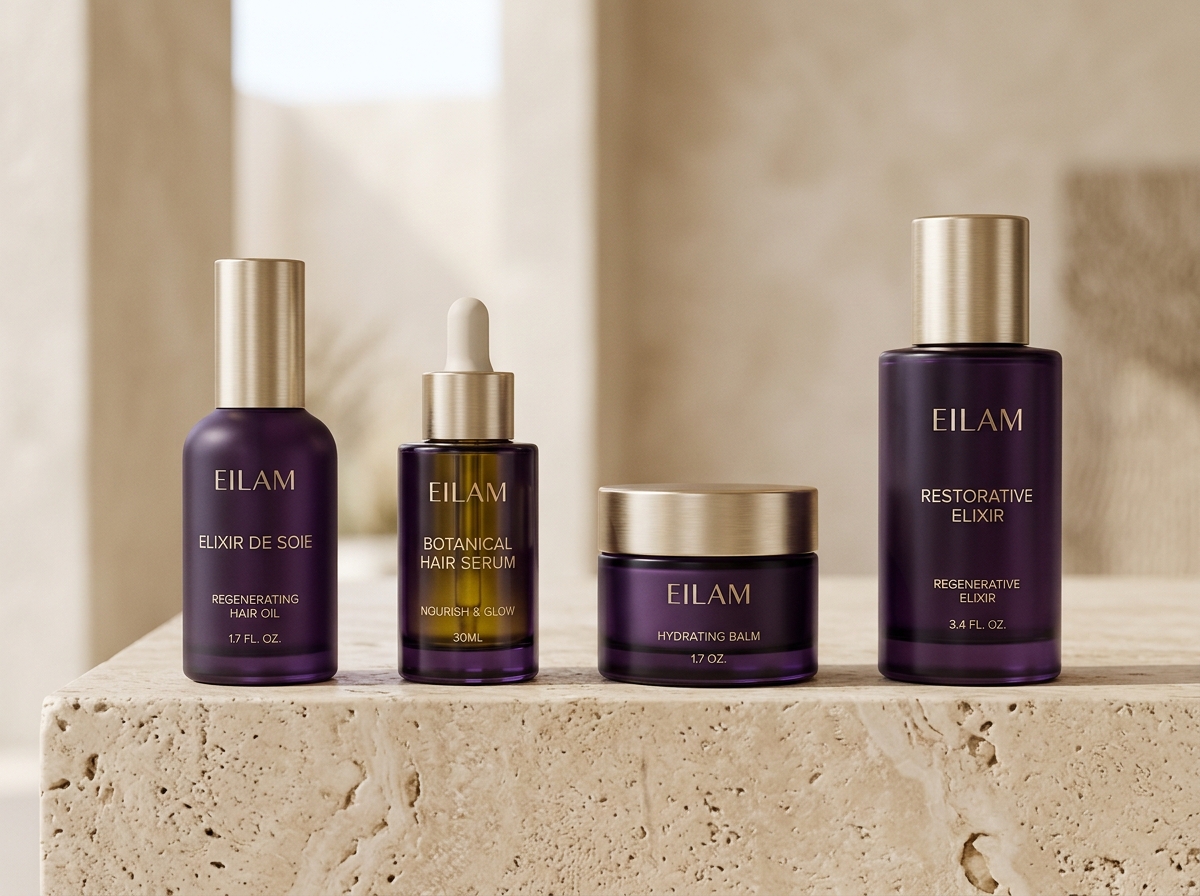 EILAM
ELIXIR DE SOIE
REGENERATING
HAIR OIL
1.7 FL. OZ.
EILAM
BOTANICAL
HAIR SERUM
NOURISH & GLOW
30ML
EILAM
HYDRATING BALM
1.7 OZ.
EILAM
RESTORATIVE
ELIXIR
REGENERATIVE
ELIXIR
3.4 FL. OZ.